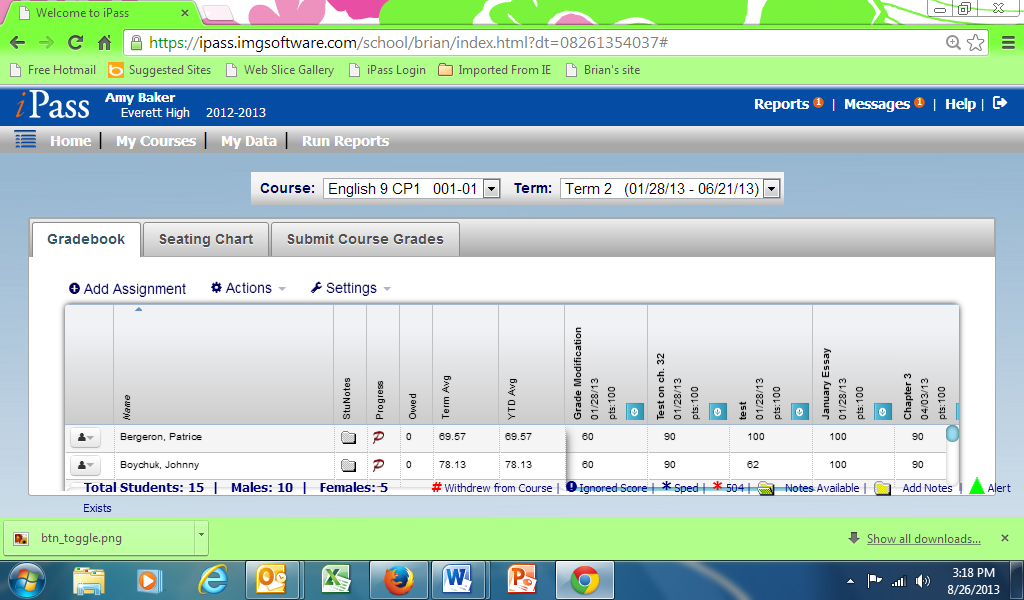 Welcome to iPass
https://ipass.imgsoftware.com/school/brian/index.html?dt=08261354037#
Free Hotmail Suggested Sites Web Slice Gallery iPass Login Imported From IE Brian's site
iPass Amy Baker
Everett High 2012-2013
Reports 1 | Messages 1 | Help |
Home | My Courses | My Data | Run Reports
Course: English 9 CP1 001-01 Term: Term 2 (01/28/13 - 06/21/13)
Gradebook Seating Chart Submit Course Grades
Add Assignment Actions Settings
Name StuNotes Progress Owed Term Avg YTD Avg
Grade Modification 01/28/13 pts:100 0
Test on ch. 32 01/28/13 pts:100 0
test 01/28/13 pts:100 0
January Essay 01/28/13 pts:100 0
Chapter 3 04/03/13 pts:100
Bergeron, Patrice P 0 69.57 69.57 60 90 100 100 90
Boychuk, Johnny P 0 78.13 78.13 60 90 62 100 90
Total Students: 15 | Males: 10 | Females: 5 # Withdrew from Course | Ignored Score | * Sped | * 504 | Notes Available | Add Notes | Alert
Exists
btn_toggle.png Show all downloads...
3:18 PM
8/26/2013